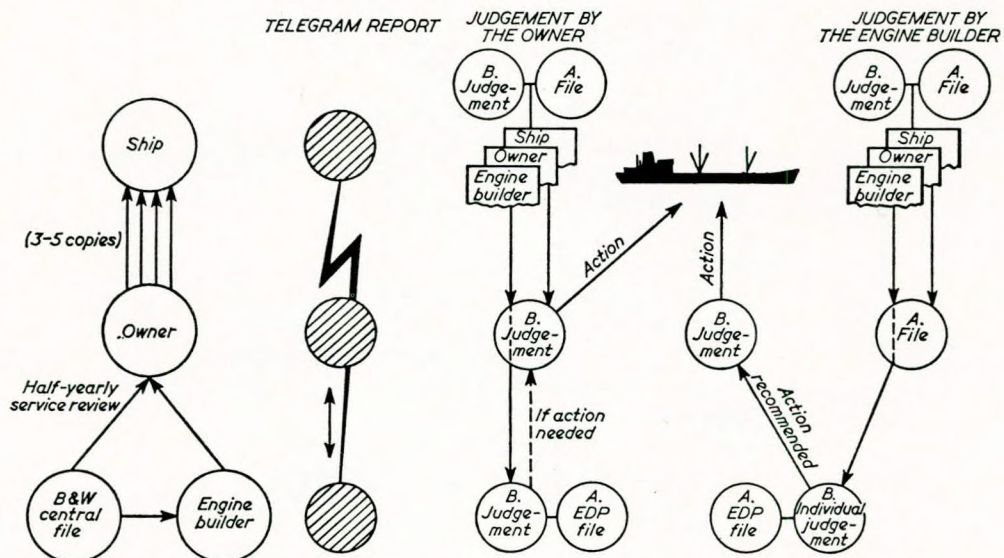 TELEGRAM REPORT
JUDGEMENT BY
THE OWNER
JUDGEMENT BY
THE ENGINE BUILDER
Ship
(3-5 copies)
Owner
Half-yearly
service review
B&W
central
file
Engine
builder
B.
Judge-
ment
A.
File
Ship
Owner
Engine
builder
Action
B.
Judge-
ment
If action
needed
B.
Judge-
ment
A.
EDP
file
B.
Judge-
ment
A.
File
Ship
Owner
Engine
builder
Action
B.
Judge-
ment
A.
File
Action
recommended
A.
EDP
file
B.
Individual
judge-
ment